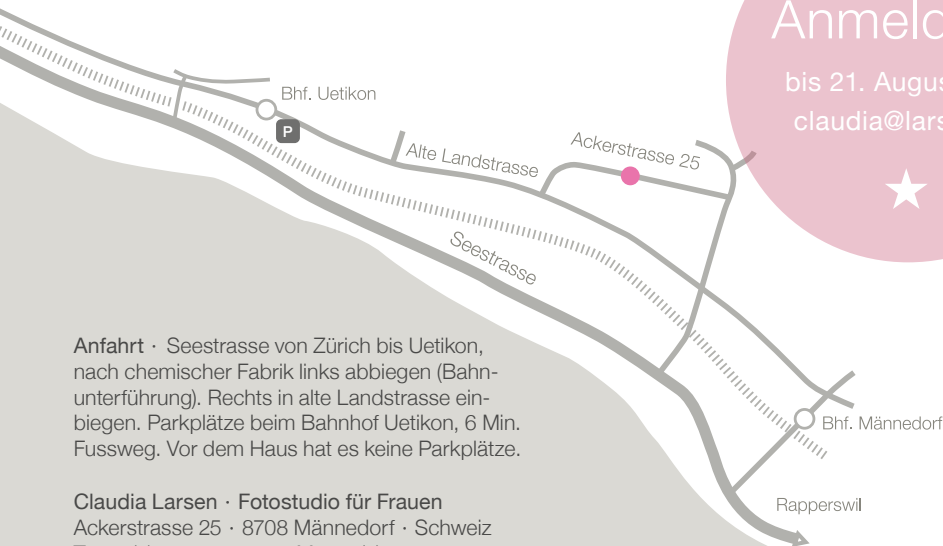 Anmeld
bis 21. Augus
claudia@lars
Bhf. Uetikon
P
Alte Landstrasse
Ackerstrasse 25
Seestrasse
Bhf. Männedorf
Rapperswil
Anfahrt · Seestrasse von Zürich bis Uetikon,
nach chemischer Fabrik links abbiegen (Bahn-
unterführung). Rechts in alte Landstrasse ein-
biegen. Parkplätze beim Bahnhof Uetikon, 6 Min.
Fussweg. Vor dem Haus hat es keine Parkplätze.
Claudia Larsen · Fotostudio für Frauen
Ackerstrasse 25 · 8708 Männedorf · Schweiz